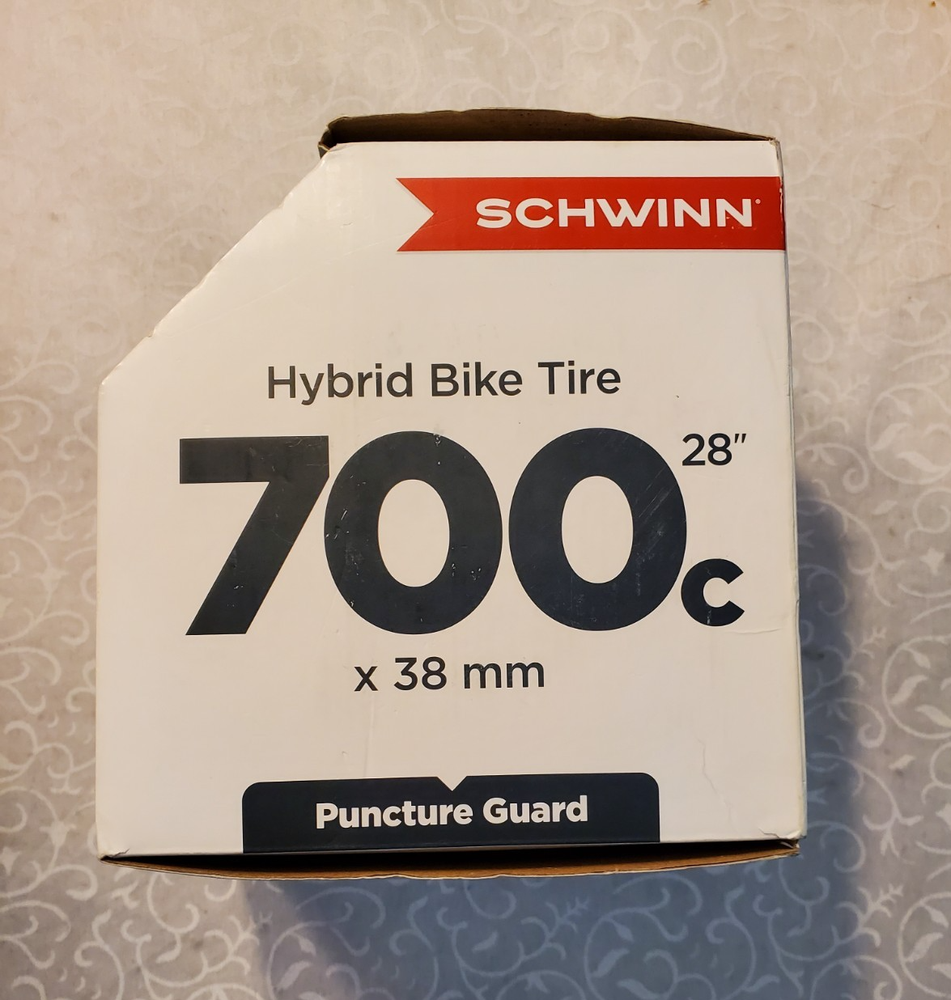 SCHWINN®
Hybrid Bike Tire
28"
700c
x 38 mm
Puncture Guard